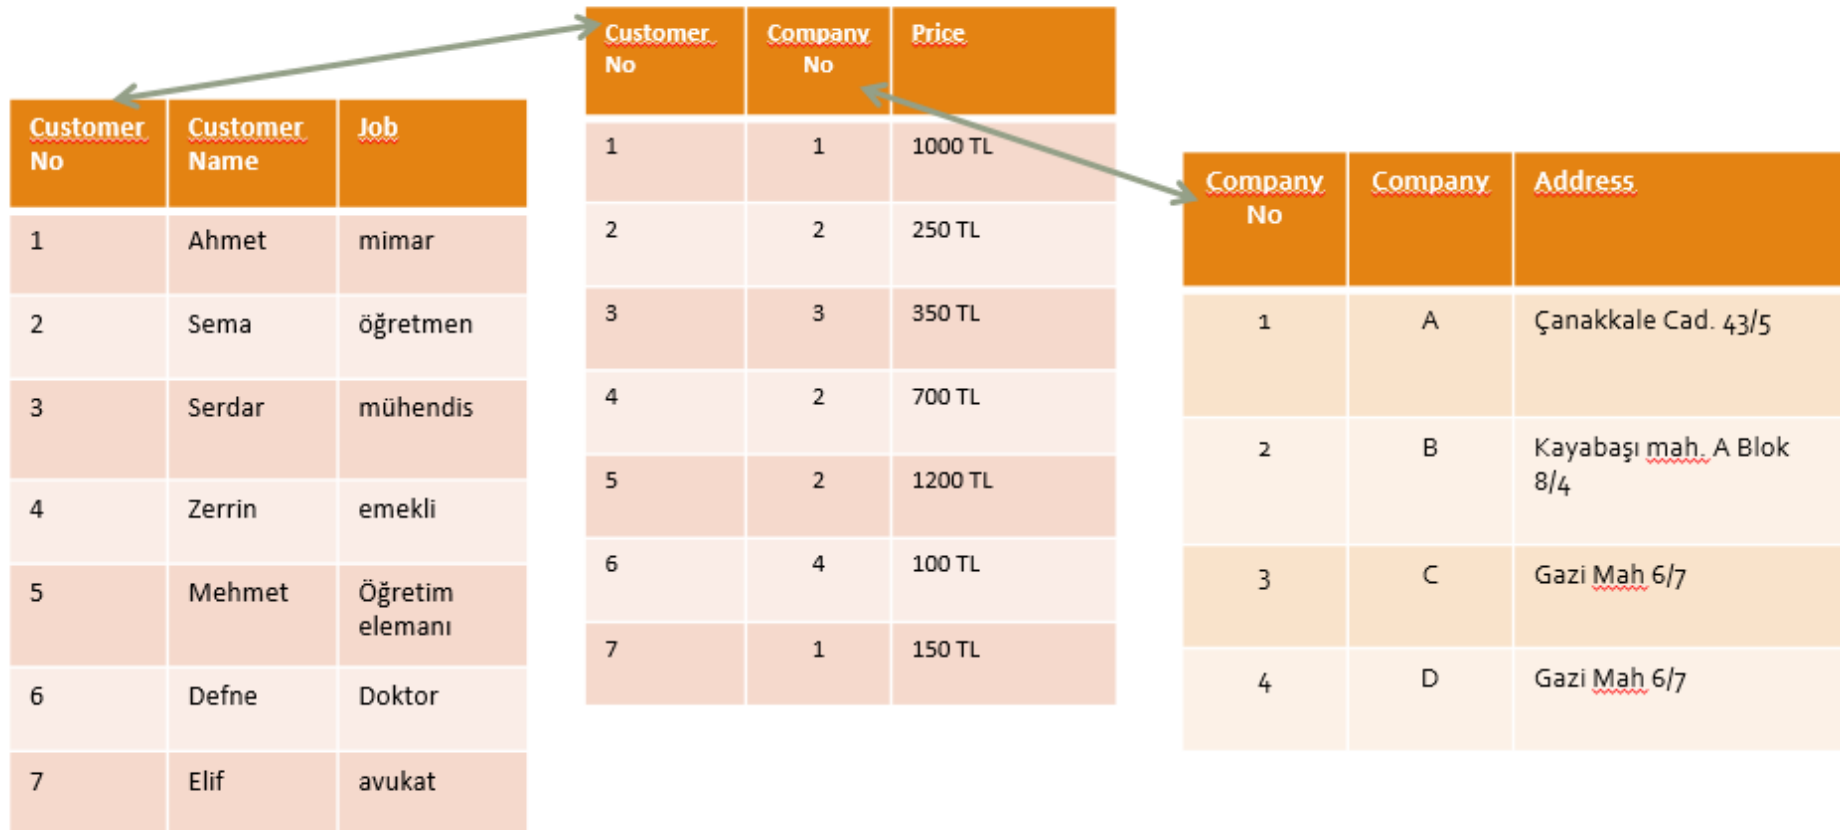 Customer No | Customer Name | Job
1 | Ahmet | mimar
2 | Sema | öğretmen
3 | Serdar | mühendis
4 | Zerrin | emekli
5 | Mehmet | Öğretim elemanı
6 | Defne | Doktor
7 | Elif | avukat
Customer No | Company No | Price
1 | 1 | 1000 TL
2 | 2 | 250 TL
3 | 3 | 350 TL
4 | 2 | 700 TL
5 | 2 | 1200 TL
6 | 4 | 100 TL
7 | 1 | 150 TL
Company No | Company | Address
1 | A | Çanakkale Cad. 43/5
2 | B | Kayabaşı mah. A Blok 8/4
3 | C | Gazi Mah 6/7
4 | D | Gazi Mah 6/7